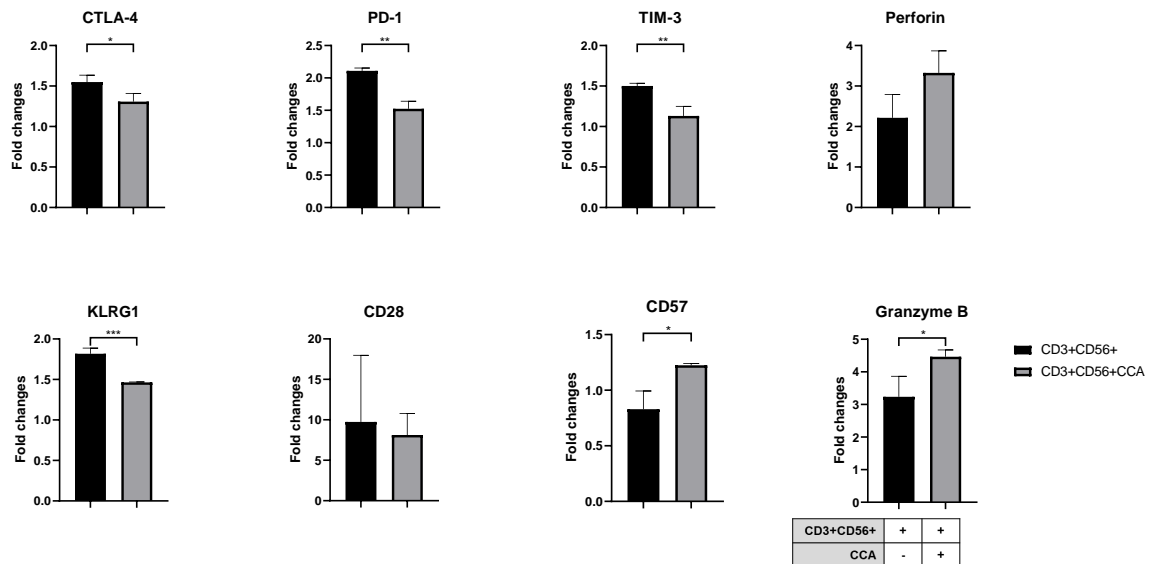 CTLA-4
*
Fold changes
2.0
1.5
1.0
0.5
0.0
PD-1
**
Fold changes
2.5
2.0
1.5
1.0
0.5
0.0
TIM-3
**
Fold changes
2.0
1.5
1.0
0.5
0.0
Perforin
Fold changes
4
3
2
1
0
KLRG1
***
Fold changes
2.0
1.5
1.0
0.5
0.0
CD28
Fold changes
20
15
10
5
0
CD57
*
Fold changes
1.5
1.0
0.5
0.0
Granzyme B
*
Fold changes
5
4
3
2
1
0
CD3+CD56+
CD3+CD56+CCA
CD3+CD56+ + +
CCA - +